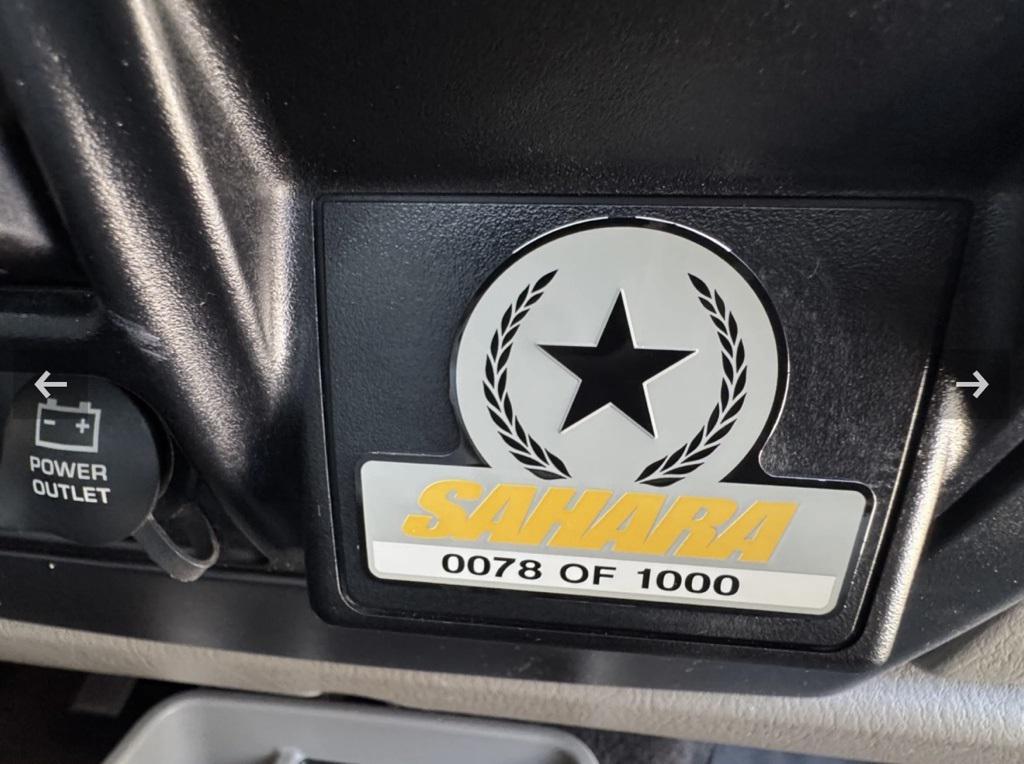 POWER
OUTLET
SAHARA
0078 OF 1000